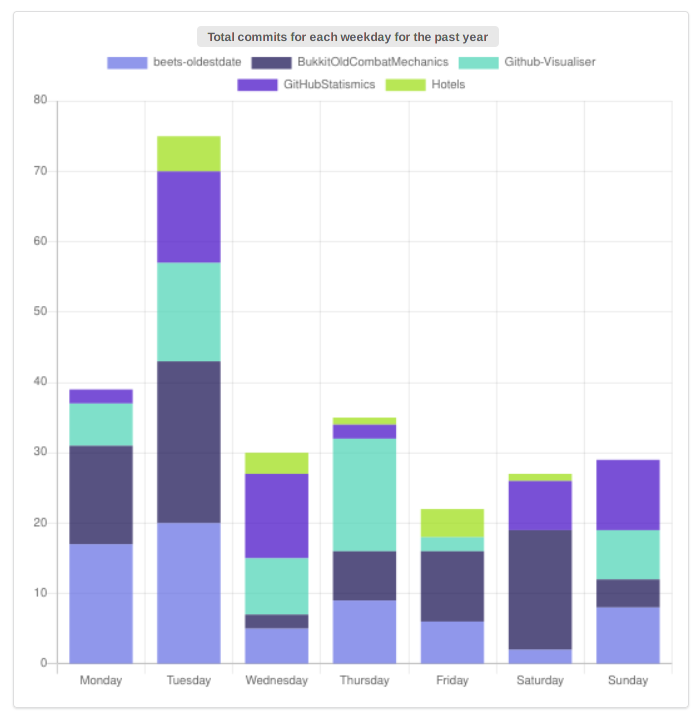 Total commits for each weekday for the past year
beets-oldestdate BukkitOldCombatMechanics Github-Visualiser
GitHubStatismics Hotels
80
70
60
50
40
30
20
10
0
Monday Tuesday Wednesday Thursday Friday Saturday Sunday